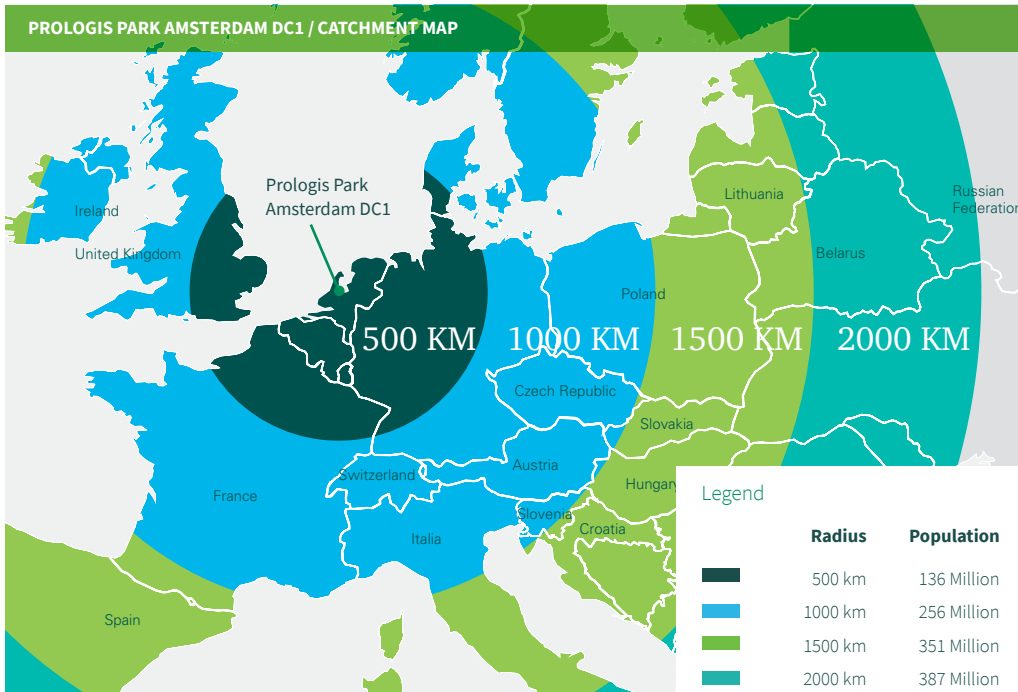 PROLOGIS PARK AMSTERDAM DC1 / CATCHMENT MAP
Prologis Park
Amsterdam DC1
Ireland
United Kingdom
Lithuania
Russian
Federation
Belarus
Poland
500 KM
1000 KM
1500 KM
2000 KM
Czech Republic
Slovakia
Switzerland
Austria
Hungary
France
Slovenia
Croatia
Italia
Spain
Legend
Radius Population
500 km 136 Million
1000 km 256 Million
1500 km 351 Million
2000 km 387 Million